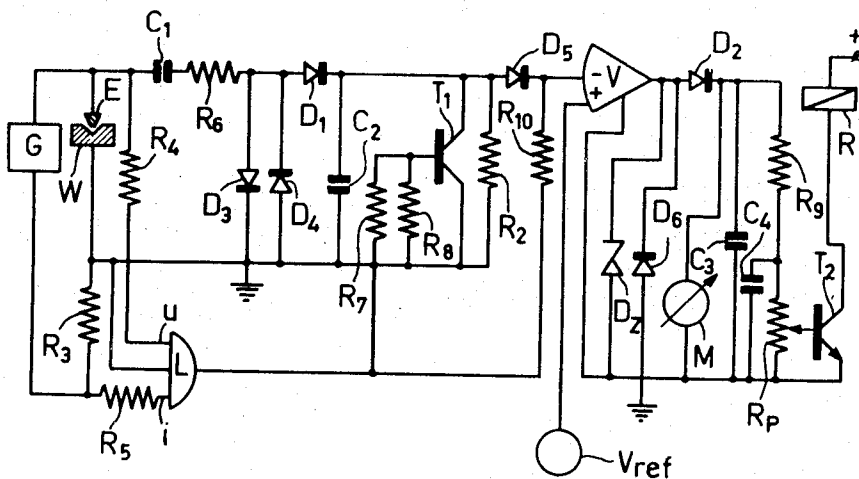 C1
R6
E
G
W
R4
D1
D3
D4
C2
T1
R7
R8
R2
D5
R10
- V
+
D2
+
R
R9
D6
C3
C4
DZ
M
T2
RP
R3
u
L
R5
i
Vref